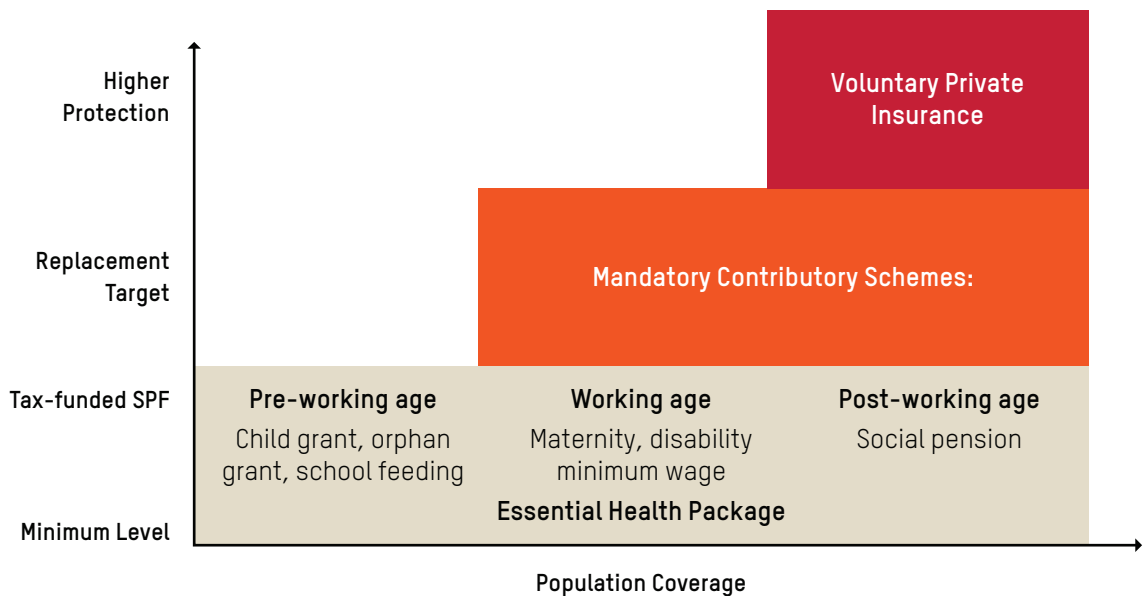 Higher
Protection
Voluntary Private
Insurance
Replacement
Target
Mandatory Contributory Schemes:
Tax-funded SPF
Pre-working age
Child grant, orphan
grant, school feeding
Working age
Maternity, disability
minimum wage
Post-working age
Social pension
Essential Health Package
Minimum Level
Population Coverage